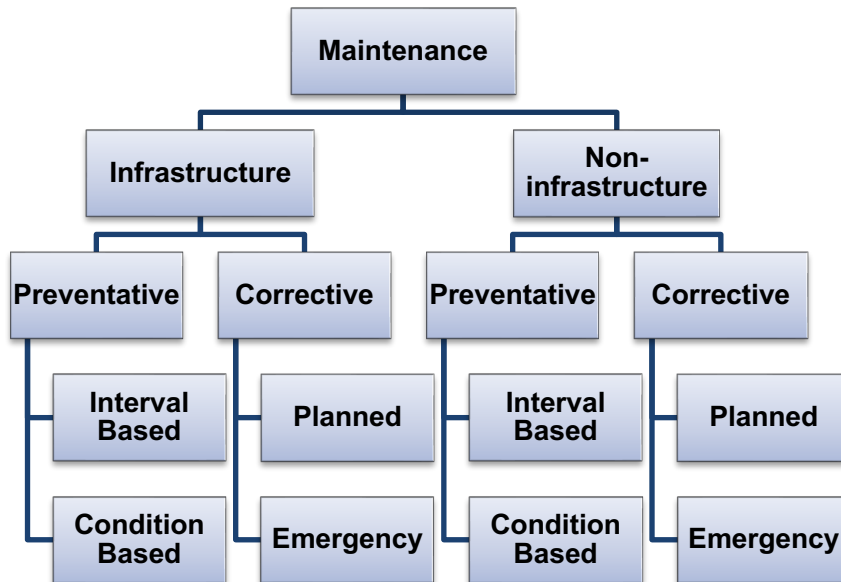 Maintenance
Infrastructure
Non-
infrastructure
Preventative
Corrective
Preventative
Corrective
Interval
Based
Planned
Interval
Based
Planned
Condition
Based
Emergency
Condition
Based
Emergency